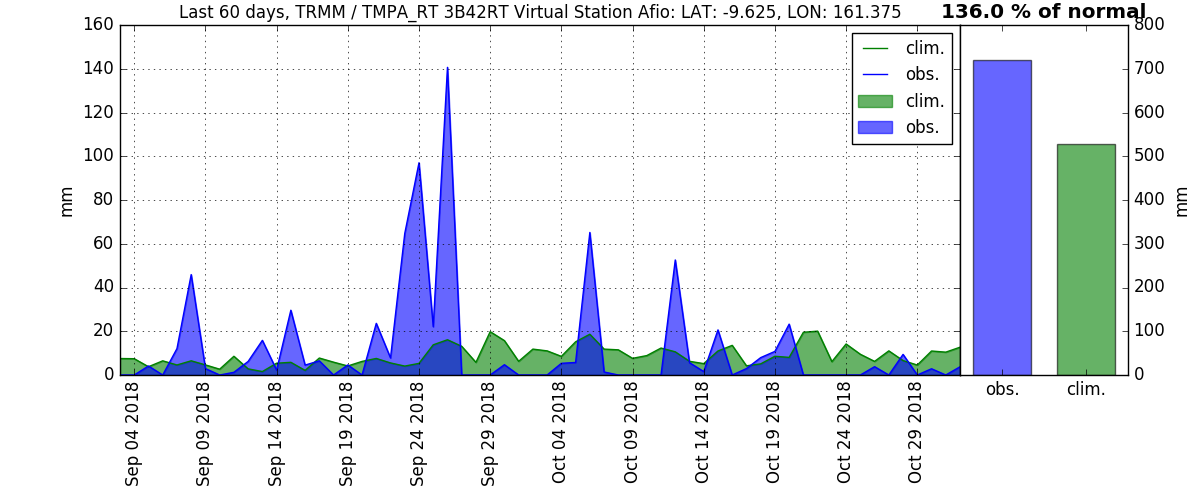 Last 60 days, TRMM / TMPA_RT 3B42RT Virtual Station Afio: LAT: -9.625, LON: 161.375
136.0 % of normal
160
140
120
100
80
60
40
20
0
mm
clim.
obs.
clim.
obs.
Sep 04 2018
Sep 09 2018
Sep 14 2018
Sep 19 2018
Sep 24 2018
Sep 29 2018
Oct 04 2018
Oct 09 2018
Oct 14 2018
Oct 19 2018
Oct 24 2018
Oct 29 2018
800
700
600
500
400
300
200
100
0
mm
obs.
clim.